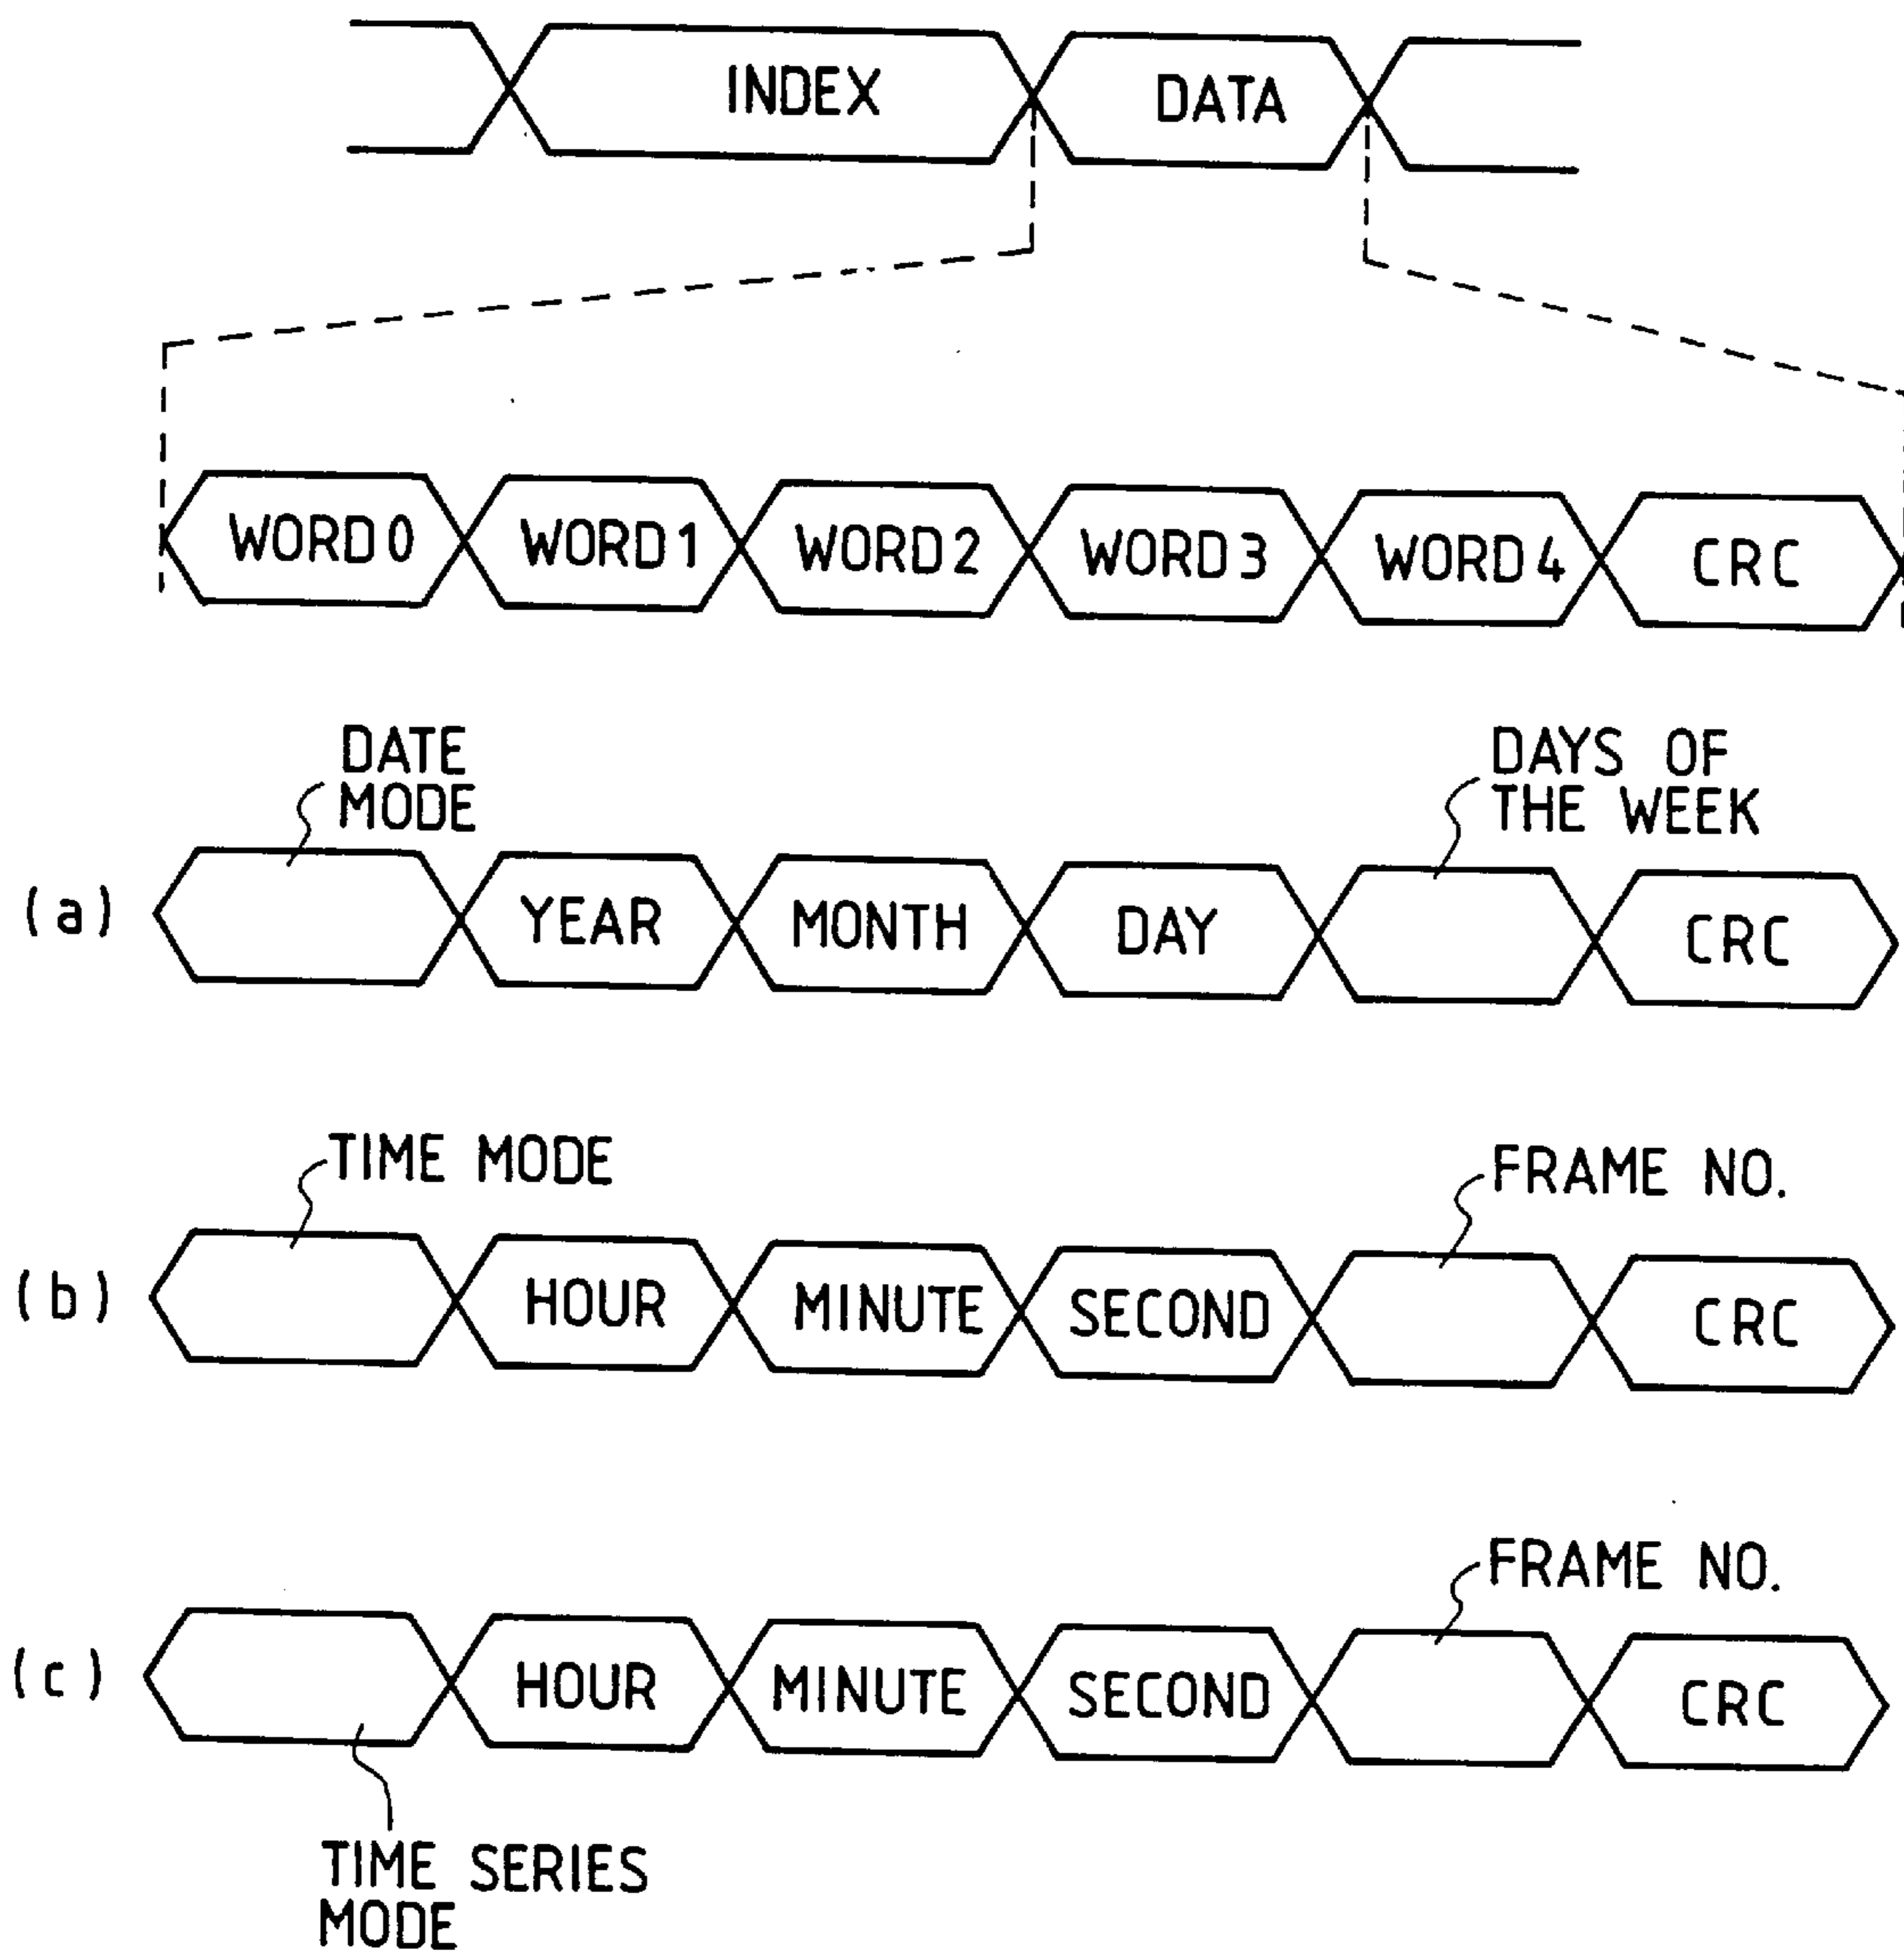 INDEX DATA
WORD 0 WORD 1 WORD 2 WORD 3 WORD 4 CRC
DATE
MODE
DAYS OF
THE WEEK
(a) YEAR MONTH DAY CRC
TIME MODE FRAME NO.
(b) HOUR MINUTE SECOND CRC
FRAME NO.
(c) HOUR MINUTE SECOND CRC
TIME SERIES
MODE